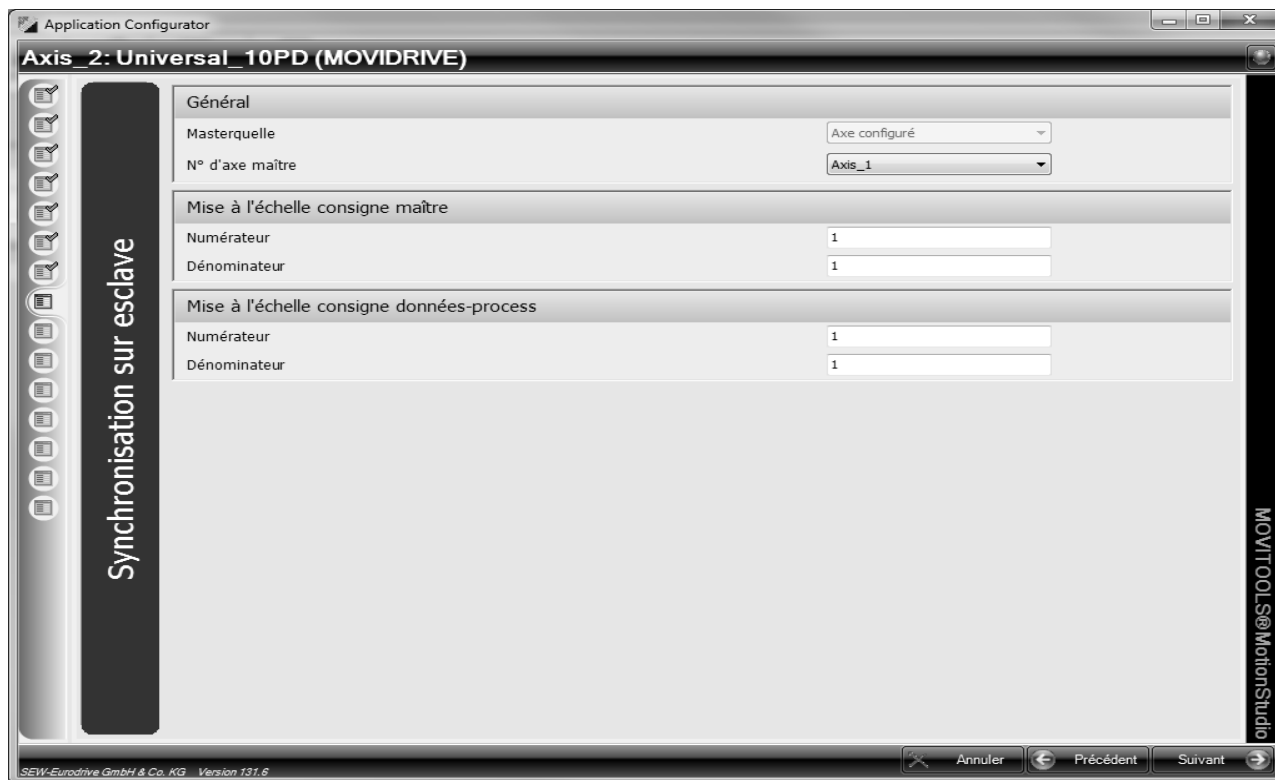 Application Configurator
Axis_2: Universal_10PD (MOVIDRIVE)
Synchronisation sur esclave
Général
Masterquelle Axe configuré
N° d'axe maître Axis_1
Mise à l'échelle consigne maître
Numérateur 1
Dénominateur 1
Mise à l'échelle consigne données-process
Numérateur 1
Dénominateur 1
MOVITOOLS®MotionStudio
Annuler Précédent Suivant
SEW-Eurodrive GmbH & Co. KG Version 131.6